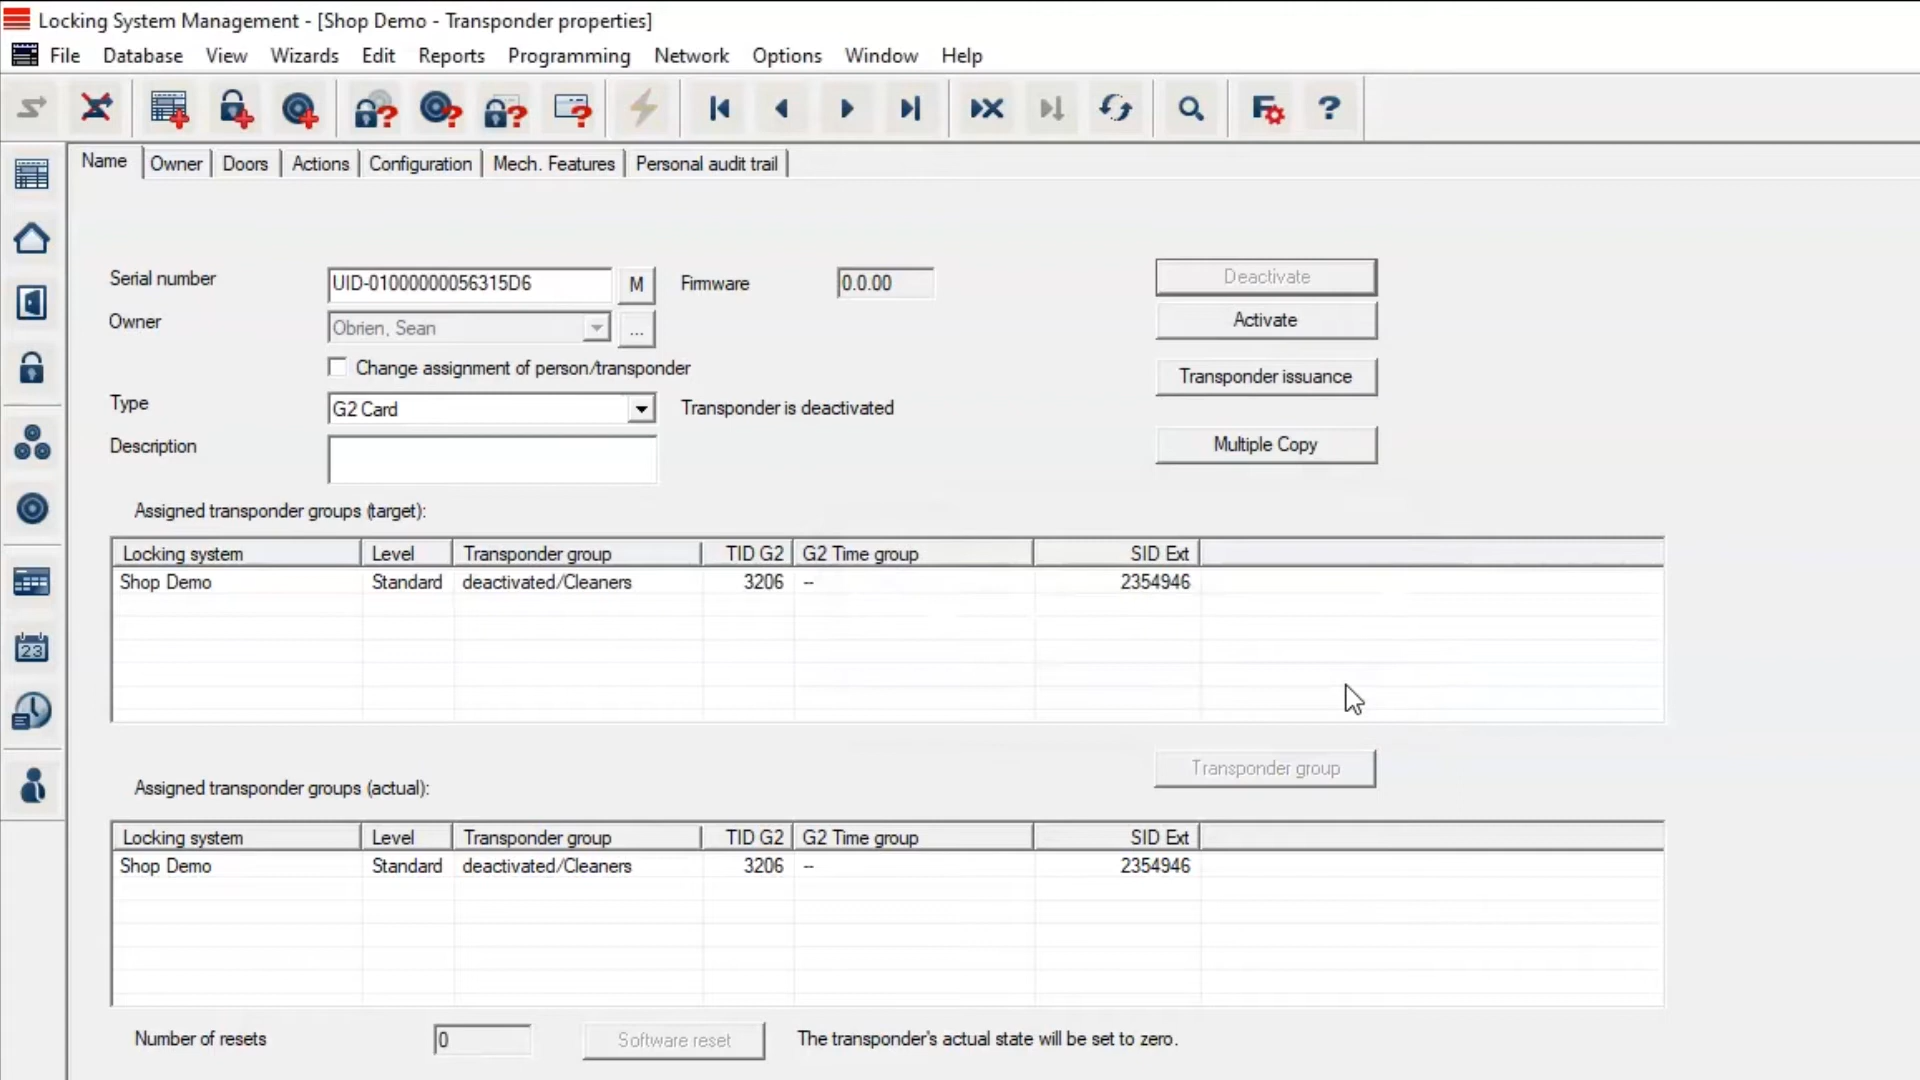 Locking System Management - [Shop Demo - Transponder properties]
File Database View Wizards Edit Reports Programming Network Options Window Help
Name Owner Doors Actions Configuration Mech. Features Personal audit trail
Serial number UID-01000000056315D6 M Firmware 0.0.00 Deactivate
Owner Obrien, Sean ... Activate
Change assignment of person/transponder Transponder issuance
Type G2 Card Transponder is deactivated
Description Multiple Copy
Assigned transponder groups (target):
Locking system Level Transponder group TID G2 G2 Time group SID Ext
Shop Demo Standard deactivated/Cleaners 3206 -- 2354946
Transponder group
Assigned transponder groups (actual):
Locking system Level Transponder group TID G2 G2 Time group SID Ext
Shop Demo Standard deactivated/Cleaners 3206 -- 2354946
Number of resets 0 Software reset The transponder's actual state will be set to zero.
23